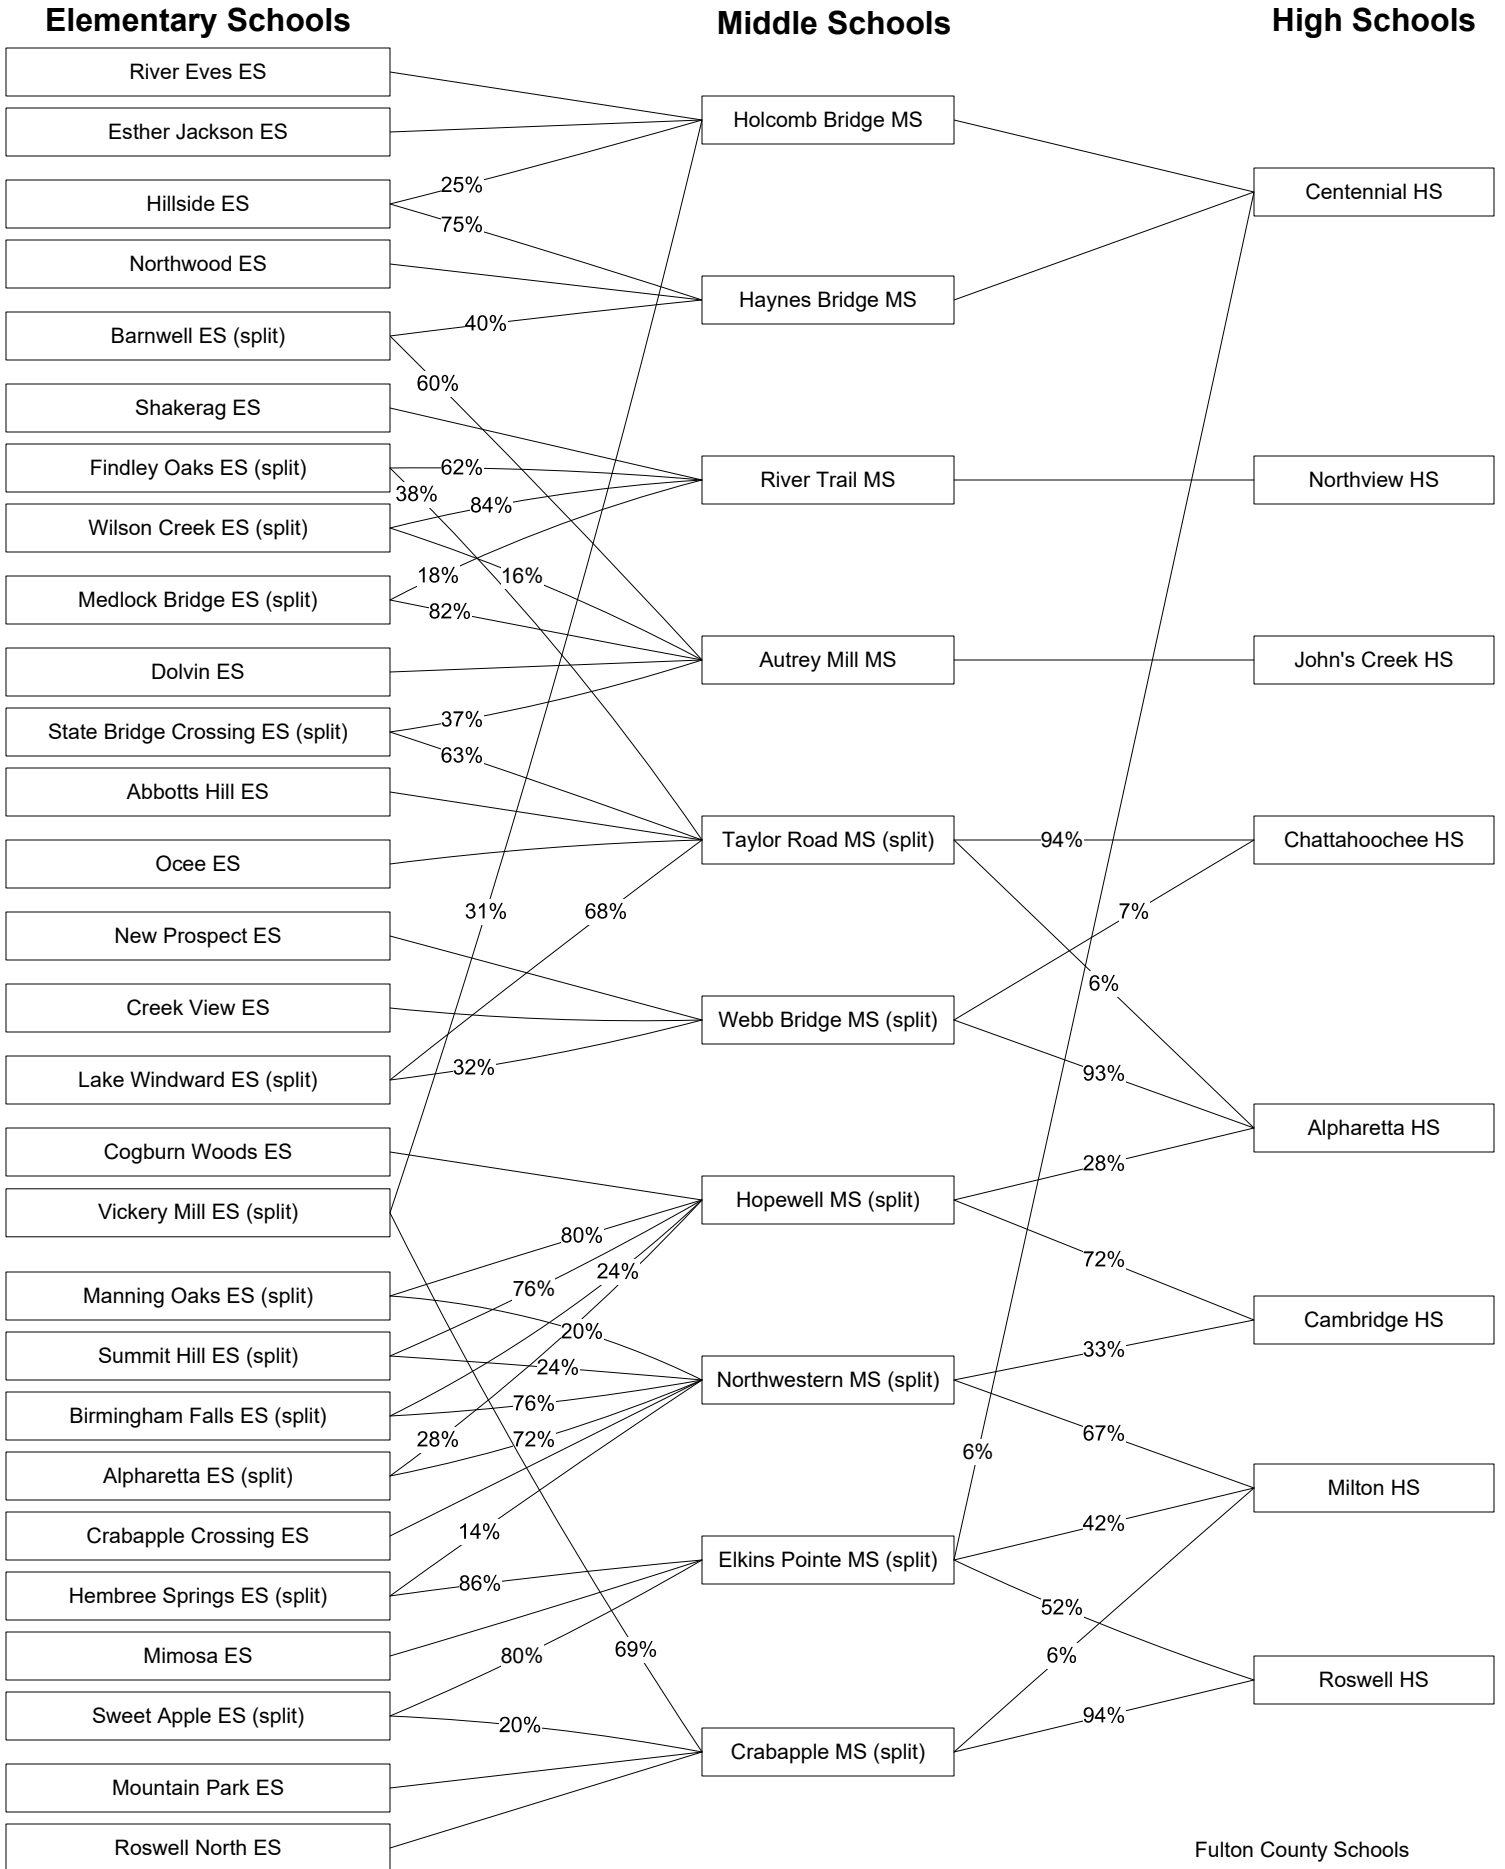 Elementary Schools
Middle Schools
High Schools
River Eves ES
Esther Jackson ES
Hillside ES
Northwood ES
Barnwell ES (split)
Shakerag ES
Findley Oaks ES (split)
Wilson Creek ES (split)
Medlock Bridge ES (split)
Dolvin ES
State Bridge Crossing ES (split)
Abbotts Hill ES
Ocee ES
New Prospect ES
Creek View ES
Lake Windward ES (split)
Cogburn Woods ES
Vickery Mill ES (split)
Manning Oaks ES (split)
Summit Hill ES (split)
Birmingham Falls ES (split)
Alpharetta ES (split)
Crabapple Crossing ES
Hembree Springs ES (split)
Mimosa ES
Sweet Apple ES (split)
Mountain Park ES
Roswell North ES
25%
75%
40%
60%
62%
38%
84%
18%
16%
82%
37%
63%
31%
68%
32%
80%
24%
76%
20%
24%
76%
28%
72%
14%
86%
69%
80%
20%
Holcomb Bridge MS
Haynes Bridge MS
River Trail MS
Autrey Mill MS
Taylor Road MS (split)
Webb Bridge MS (split)
Hopewell MS (split)
Northwestern MS (split)
Elkins Pointe MS (split)
Crabapple MS (split)
94%
7%
6%
93%
28%
72%
33%
67%
6%
42%
52%
6%
94%
Centennial HS
Northview HS
John's Creek HS
Chattahoochee HS
Alpharetta HS
Cambridge HS
Milton HS
Roswell HS
Fulton County Schools